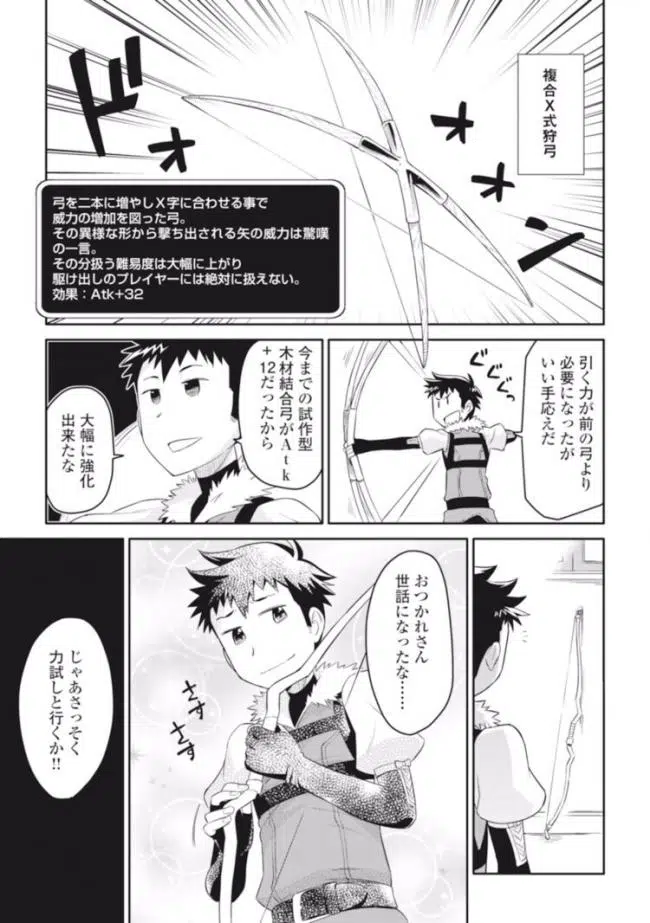 複合X式狩弓
ドォン
弓を二本に増やしX字に合わせる事で
威力の増加を図った弓。
その異様な形から撃ち出される矢の威力は驚嘆
の一言。
その分扱う難易度は大幅に上がり
駆け出しのプレイヤーには絶対に扱えない。
効果：Atk+32
引く力が前の弓より
必要になったが
いい手応えだ
今までの試作型
木材結合弓がAtk
+12だったから
大幅に強化
出来たな
おつかれさん
世話になったな……
さすさす
さすさす
じゃあさっそく
力試しと行くか!!